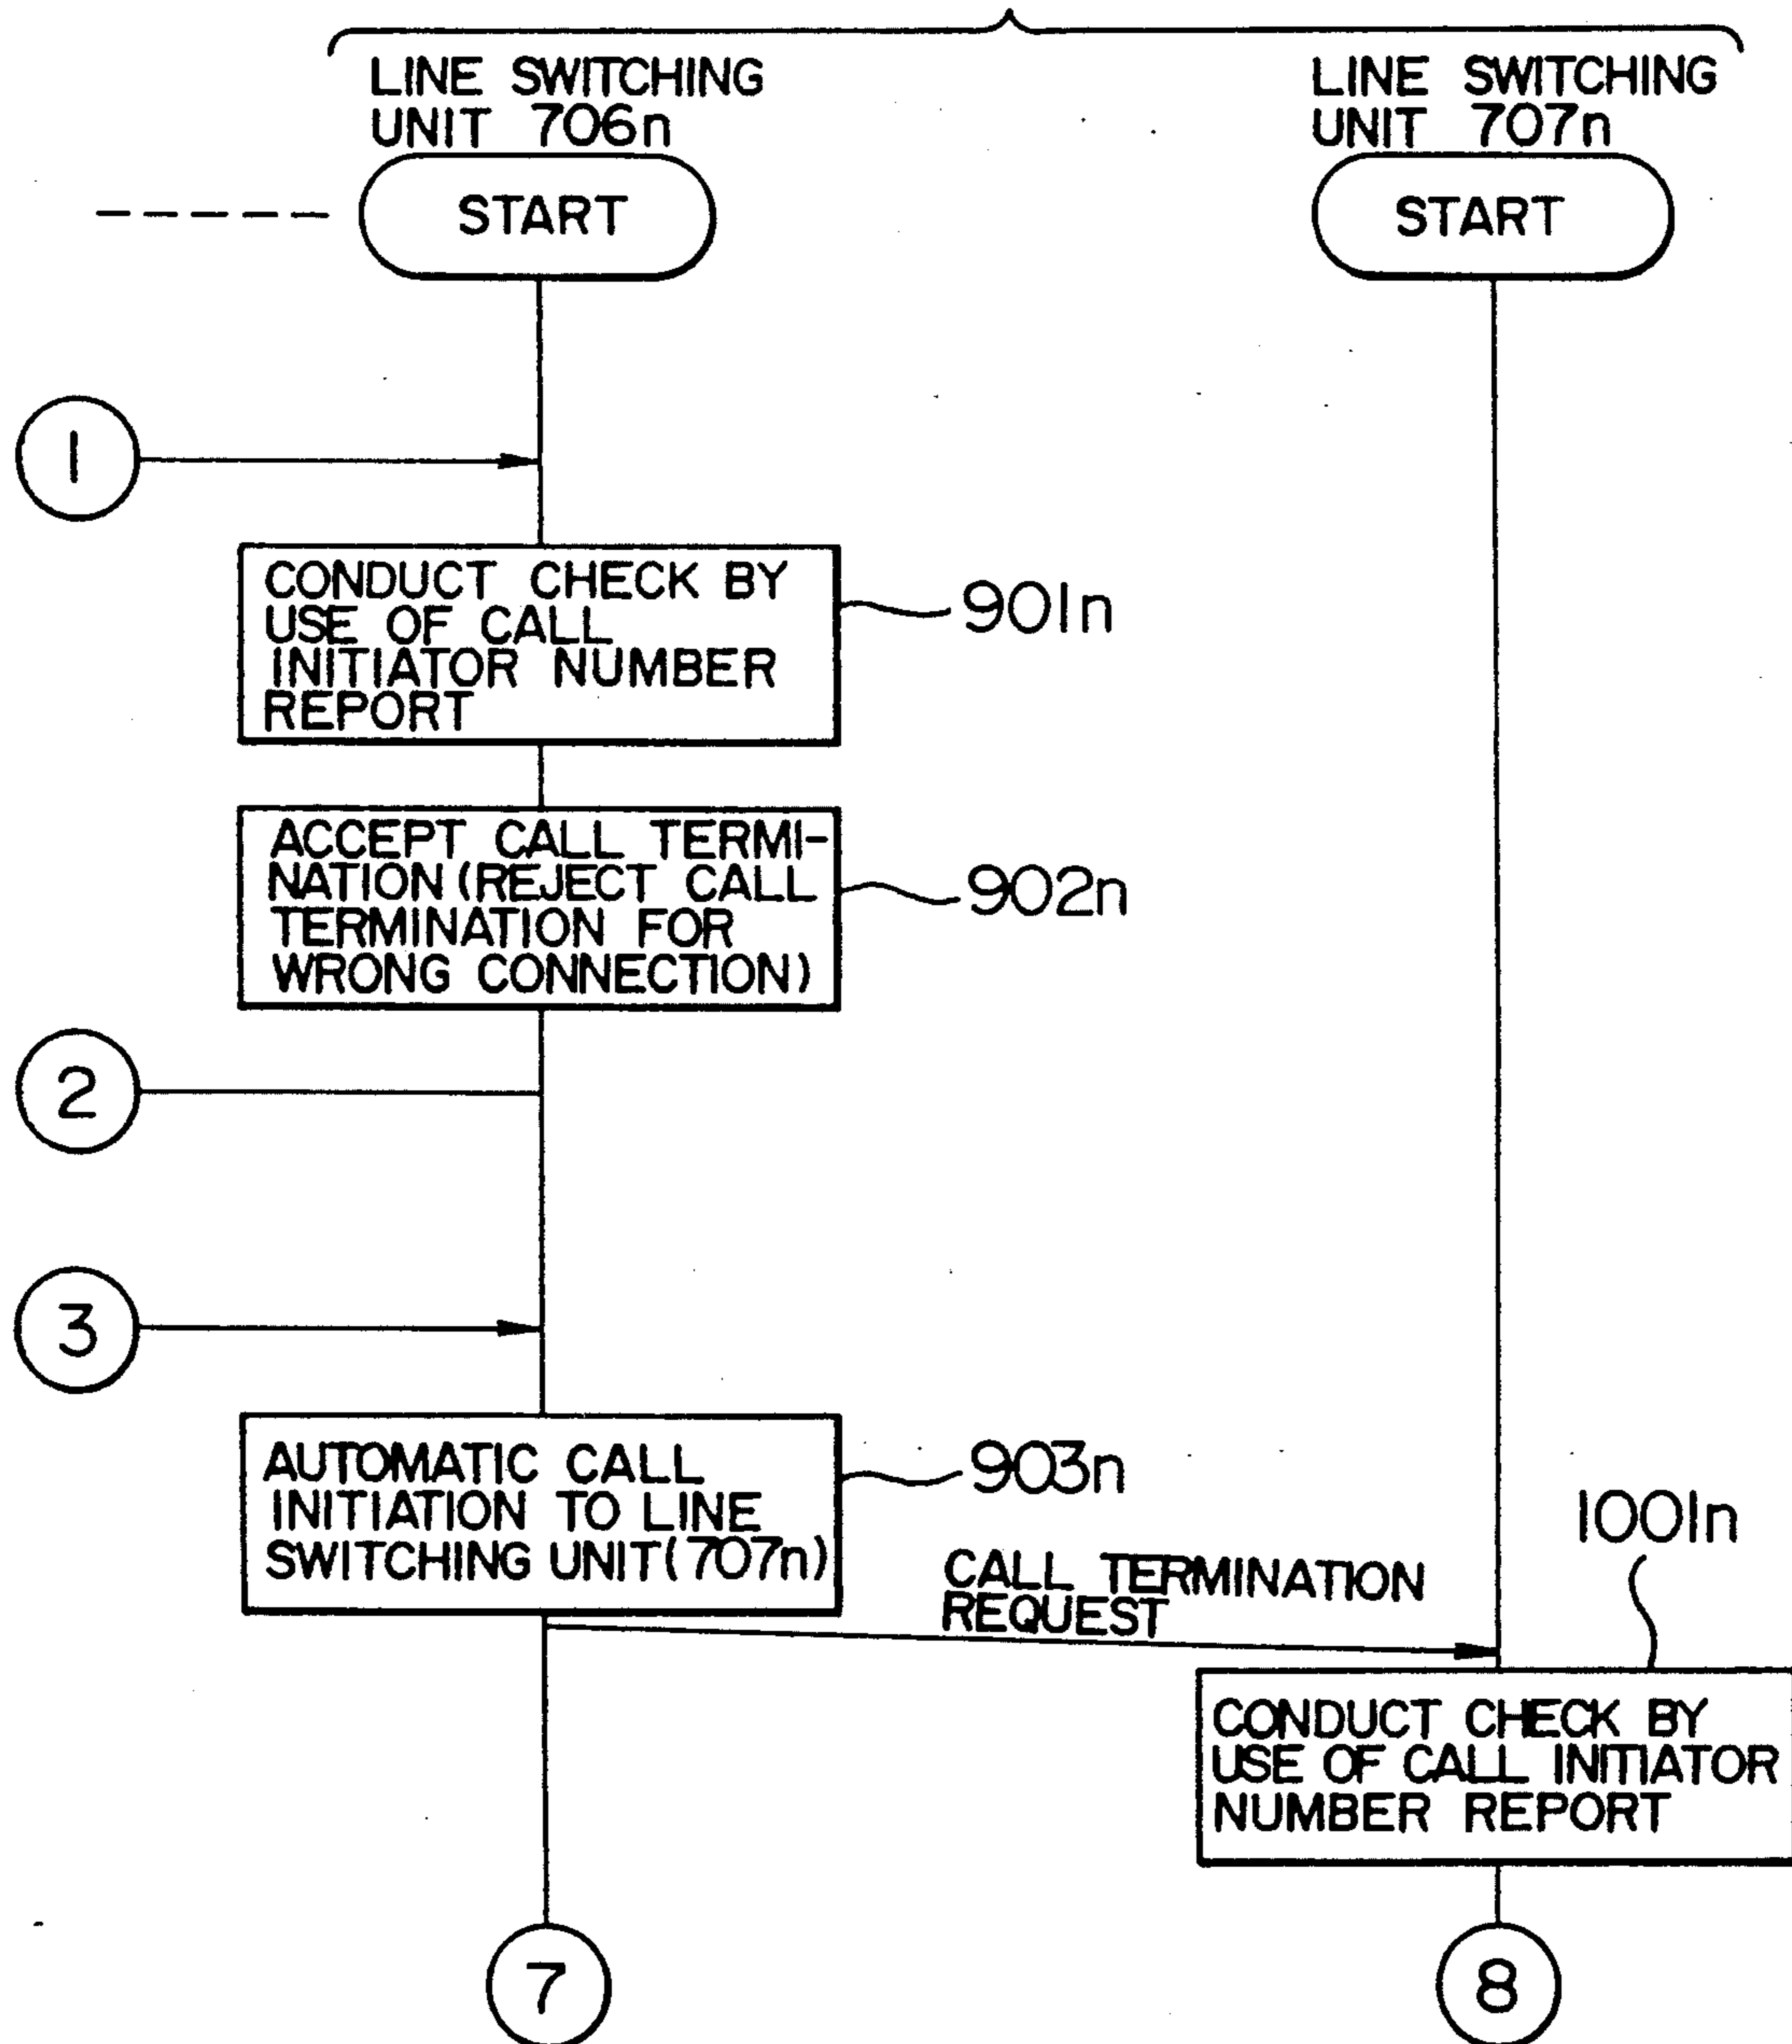 LINE SWITCHING
UNIT 706n
LINE SWITCHING
UNIT 707n
START
START
1
CONDUCT CHECK BY
USE OF CALL
INITIATOR NUMBER
REPORT
901n
ACCEPT CALL TERMI-
NATION (REJECT CALL
TERMINATION FOR
WRONG CONNECTION)
902n
2
3
AUTOMATIC CALL
INITIATION TO LINE
SWITCHING UNIT (707n)
903n
CALL TERMINATION
REQUEST
1001n
CONDUCT CHECK BY
USE OF CALL INITIATOR
NUMBER REPORT
7
8